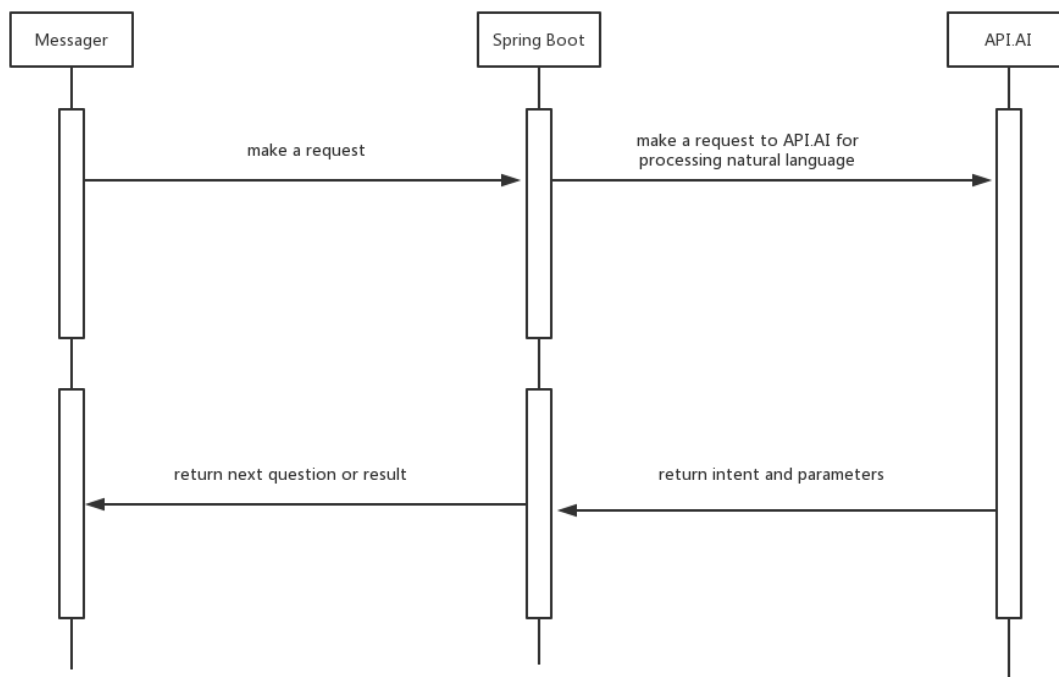 Messager
Spring Boot
API.AI
make a request
make a request to API.AI for
processing natural language
return next question or result
return intent and parameters